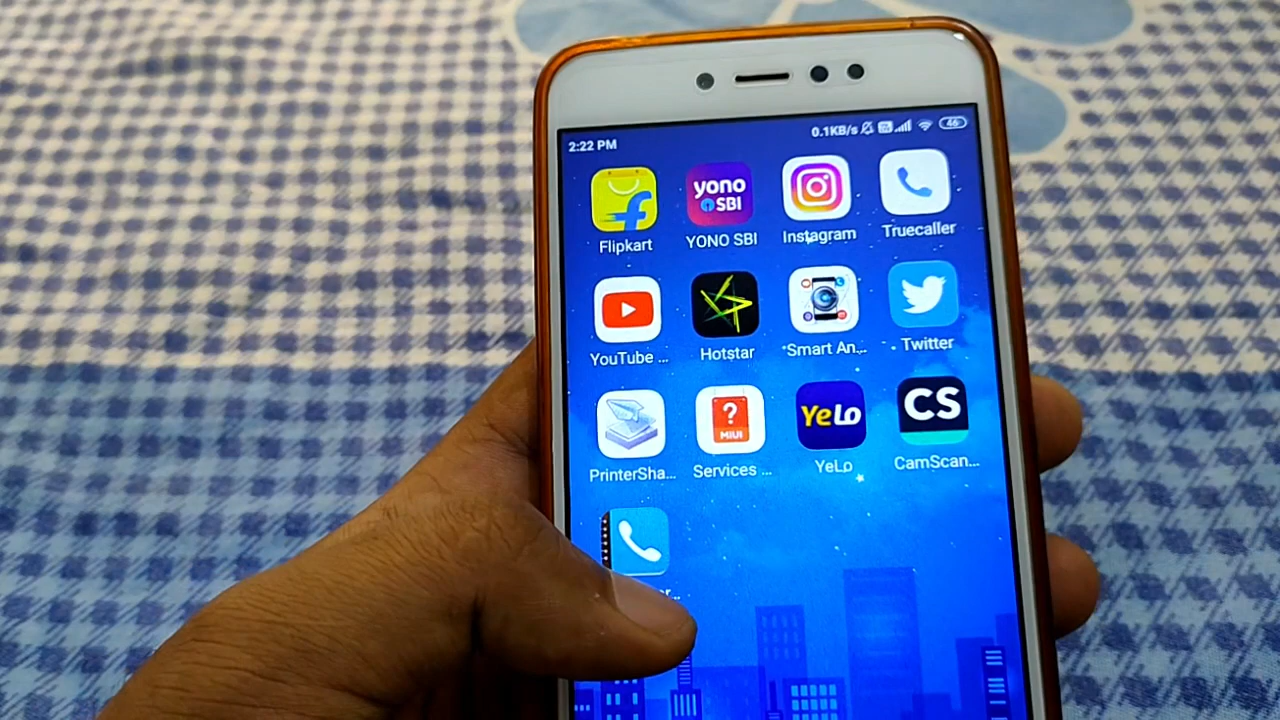 2:22 PM
0.1KB/s
46
yono
SBI
Flipkart
YONO SBI
Instagram
Truecaller
YouTube ...
Hotstar
Smart An...
Twitter
?
MIUI
YeLo
CS
PrinterSha...
Services ...
YeLo
CamScan...